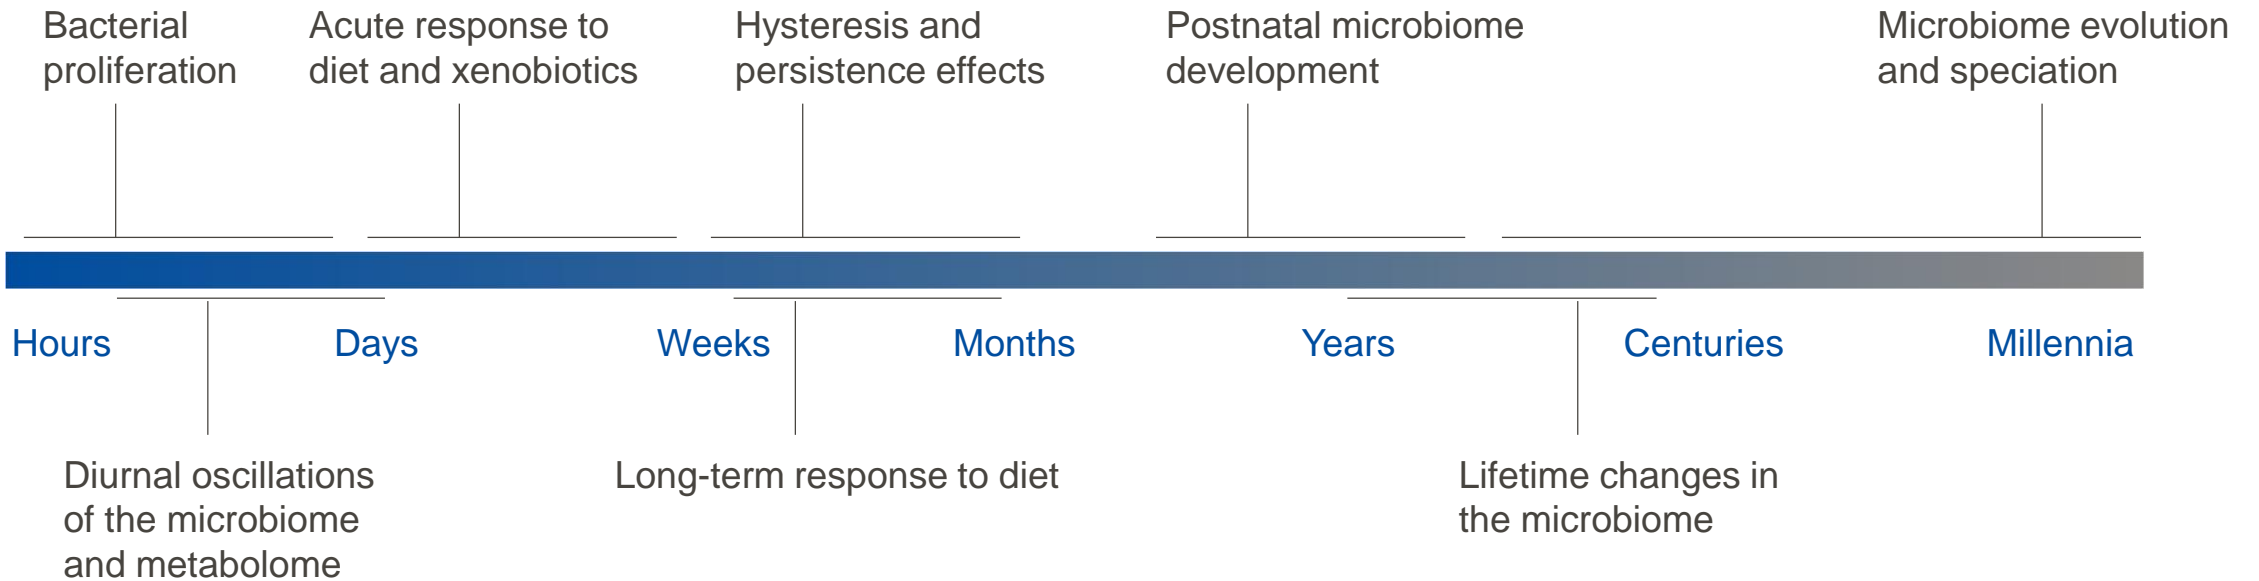 Bacterial
proliferation
Acute response to
diet and xenobiotics
Hysteresis and
persistence effects
Postnatal microbiome
development
Microbiome evolution
and speciation
Hours
Days
Weeks
Months
Years
Centuries
Millennia
Diurnal oscillations
of the microbiome
and metabolome
Long-term response to diet
Lifetime changes in
the microbiome